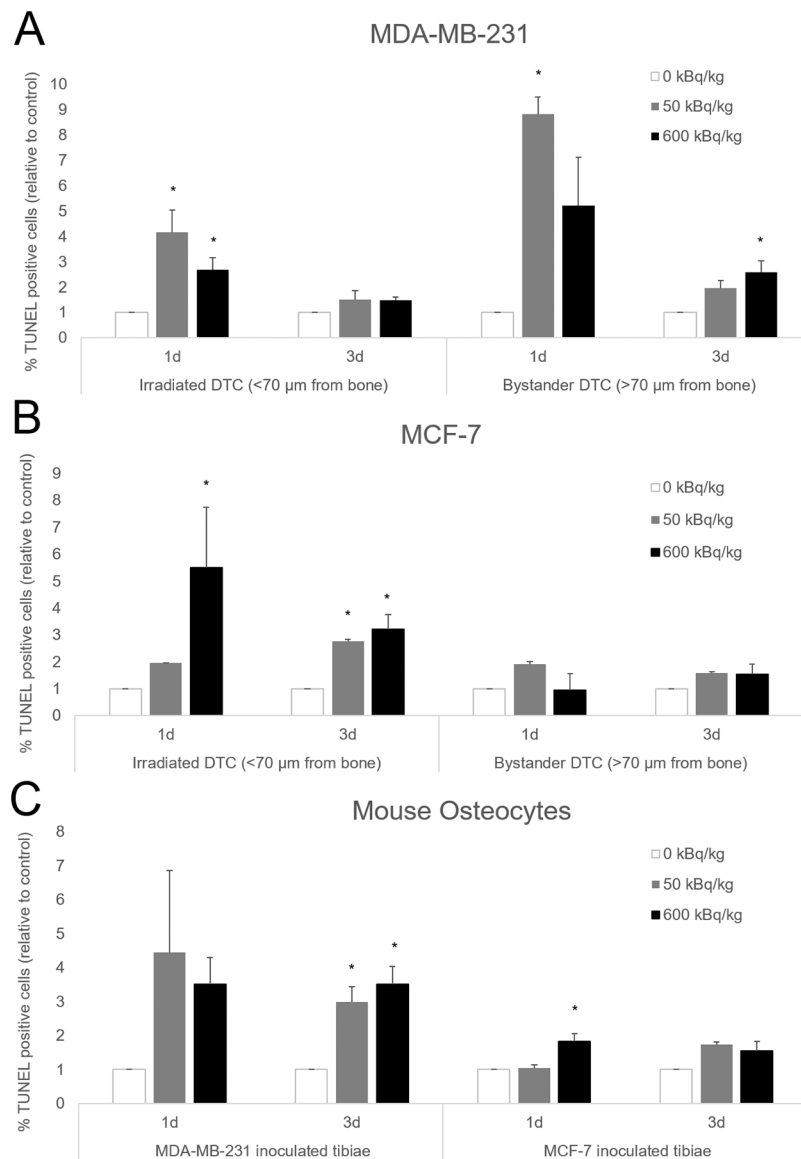 A
MDA-MB-231
% TUNEL positive cells (relative to control)
10
9
8
7
6
5
4
3
2
1
0
* * * *
0 kBq/kg
50 kBq/kg
600 kBq/kg
1d 3d 1d 3d
Irradiated DTC (<70 µm from bone) Bystander DTC (>70 µm from bone)
B
MCF-7
% TUNEL positive cells (relative to control)
9
8
7
6
5
4
3
2
1
0
* * *
0 kBq/kg
50 kBq/kg
600 kBq/kg
1d 3d 1d 3d
Irradiated DTC (<70 µm from bone) Bystander DTC (>70 µm from bone)
C
Mouse Osteocytes
% TUNEL positive cells (relative to control)
8
7
6
5
4
3
2
1
0
* * *
0 kBq/kg
50 kBq/kg
600 kBq/kg
1d 3d 1d 3d
MDA-MB-231 inoculated tibiae MCF-7 inoculated tibiae